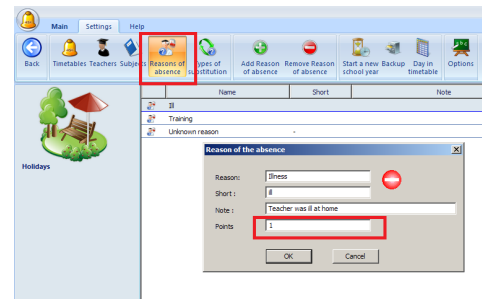 Main Settings Help
Back Timetables Teachers Subjects Reasons of absence Types of substitution Add Reason of absence Remove Reason of absence Start a new school year Backup Day in timetable Options
Name Short Note
Ill
Training
Unknown reason -
Holidays
Reason of the absence
Reason: Illness
Short : ill
Note : Teacher was ill at home
Points 1
OK Cancel